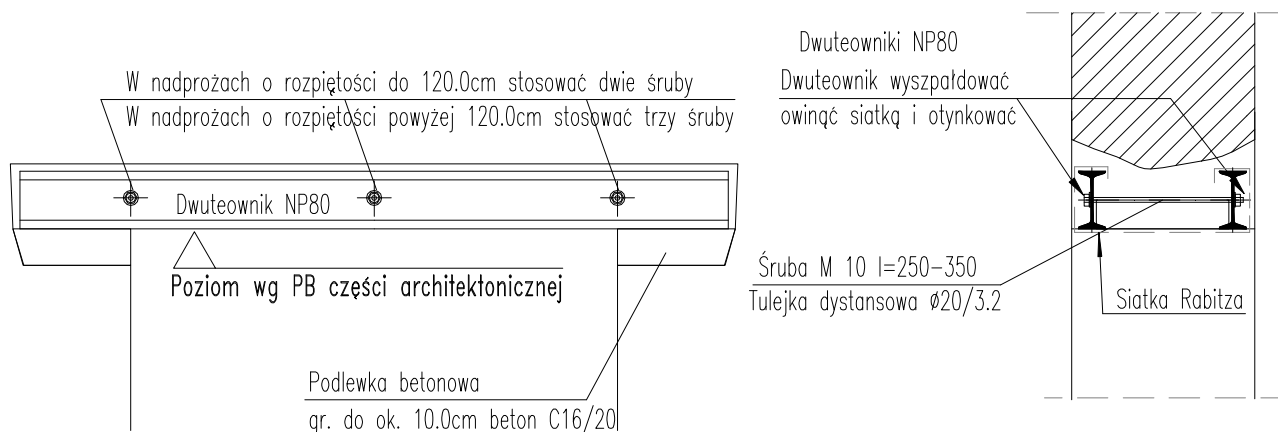 W nadprożach o rozpiętości do 120.0cm stosować dwie śruby
W nadprożach o rozpiętości powyżej 120.0cm stosować trzy śruby
Dwuteownik NP80
Poziom wg PB części architektonicznej
Podlewka betonowa
gr. do ok. 10.0cm beton C16/20
Dwuteowniki NP80
Dwuteownik wyszpałdować
owinąć siatką i otynkować
Śruba M 10 l=250-350
Tulejka dystansowa Ø20/3.2
Siatka Rabitza